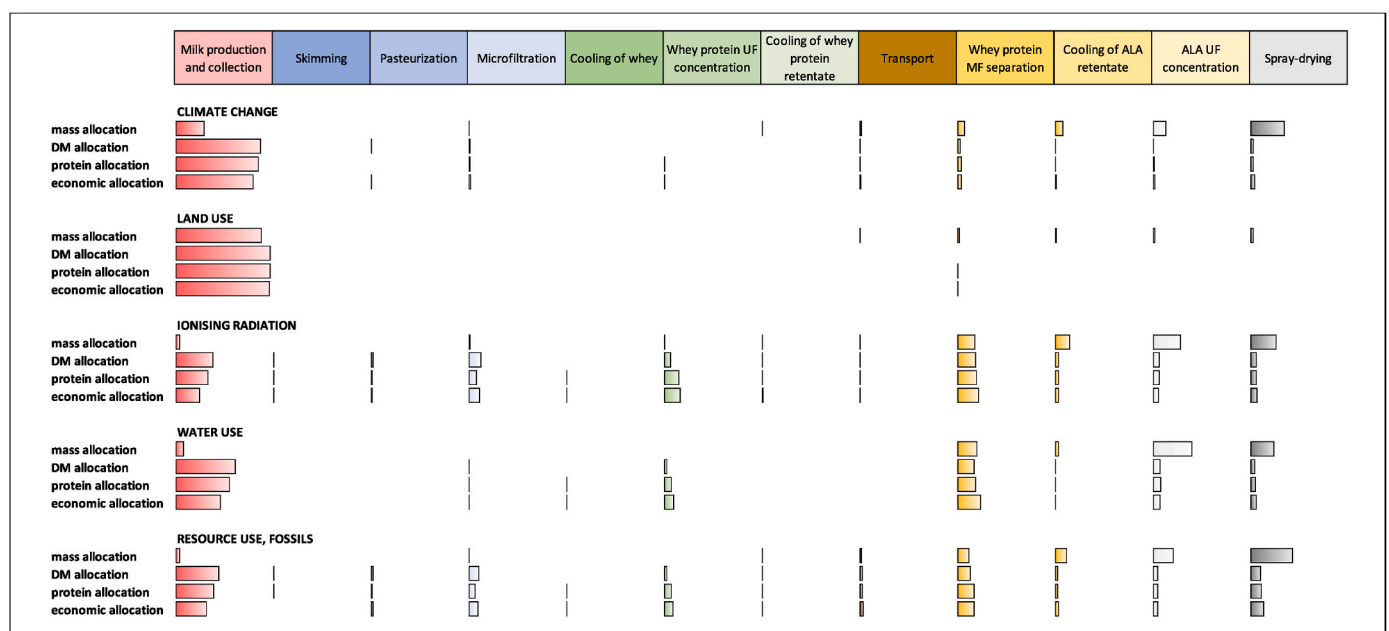 Milk production and collection
Skimming
Pasteurization
Microfiltration
Cooling of whey
Whey protein UF concentration
Cooling of whey protein retentate
Transport
Whey protein MF separation
Cooling of ALA retentate
ALA UF concentration
Spray-drying
CLIMATE CHANGE
mass allocation
DM allocation
protein allocation
economic allocation
LAND USE
mass allocation
DM allocation
protein allocation
economic allocation
IONISING RADIATION
mass allocation
DM allocation
protein allocation
economic allocation
WATER USE
mass allocation
DM allocation
protein allocation
economic allocation
RESOURCE USE, FOSSILS
mass allocation
DM allocation
protein allocation
economic allocation